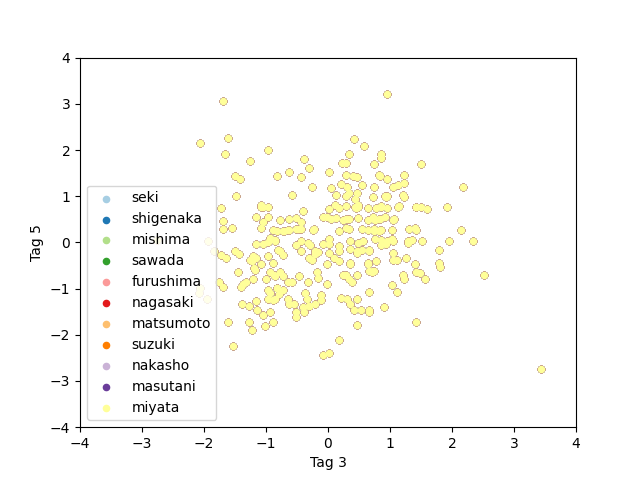 4
3
2
1
0
−1
−2
−3
−4
Tag 5
seki
shigenaka
mishima
sawada
furushima
nagasaki
matsumoto
suzuki
nakasho
masutani
miyata
−4 −3 −2 −1 0 1 2 3 4
Tag 3